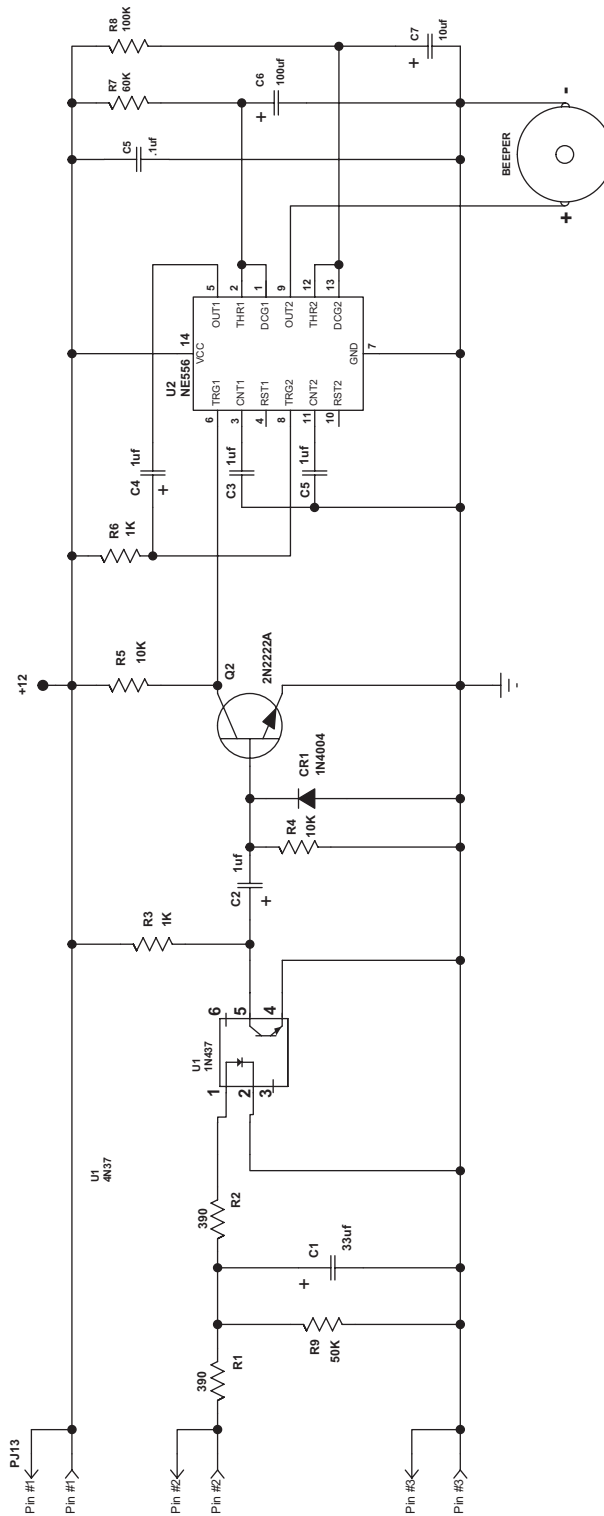 PJ13
Pin #1
Pin #1
Pin #2
Pin #2
Pin #3
Pin #3
390
R1
R9
50K
C1
33uf
+
390
R2
U1
4N37
U1
1N437
1
2
3
6
5
4
R3
1K
C2
1uf
+
R4
10K
CR1
1N4004
+12
R5
10K
Q2
2N2222A
R6
1K
C4
1uf
+
C3
1uf
C5
1uf
U2
NE556
14
VCC
6
TRG1
3
CNT1
4
RST1
8
TRG2
11
CNT2
10
RST2
OUT1
5
THR1
2
DCG1
1
OUT2
9
THR2
12
DCG2
13
GND
7
C5
.1uf
R7
60K
C6
100uf
+
R8
100K
C7
10uf
+
BEEPER
+
-